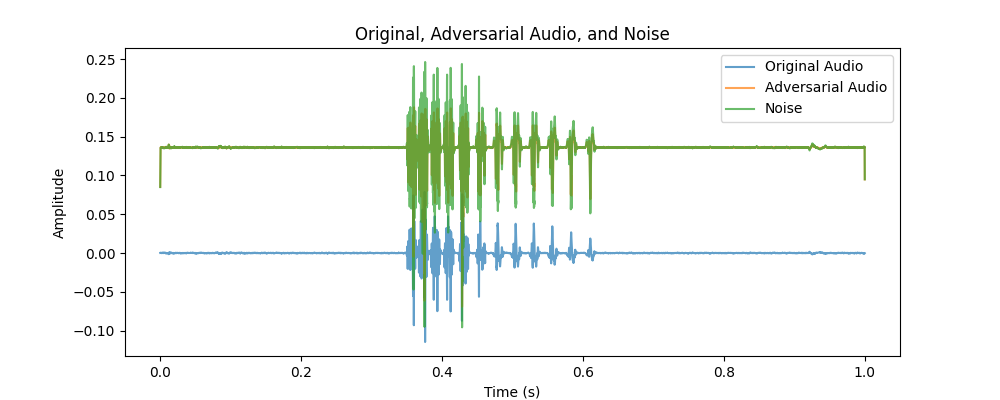 Original, Adversarial Audio, and Noise
Original Audio
Adversarial Audio
Noise
0.25
0.20
0.15
0.10
0.05
0.00
−0.05
−0.10
Amplitude
0.0 0.2 0.4 0.6 0.8 1.0
Time (s)